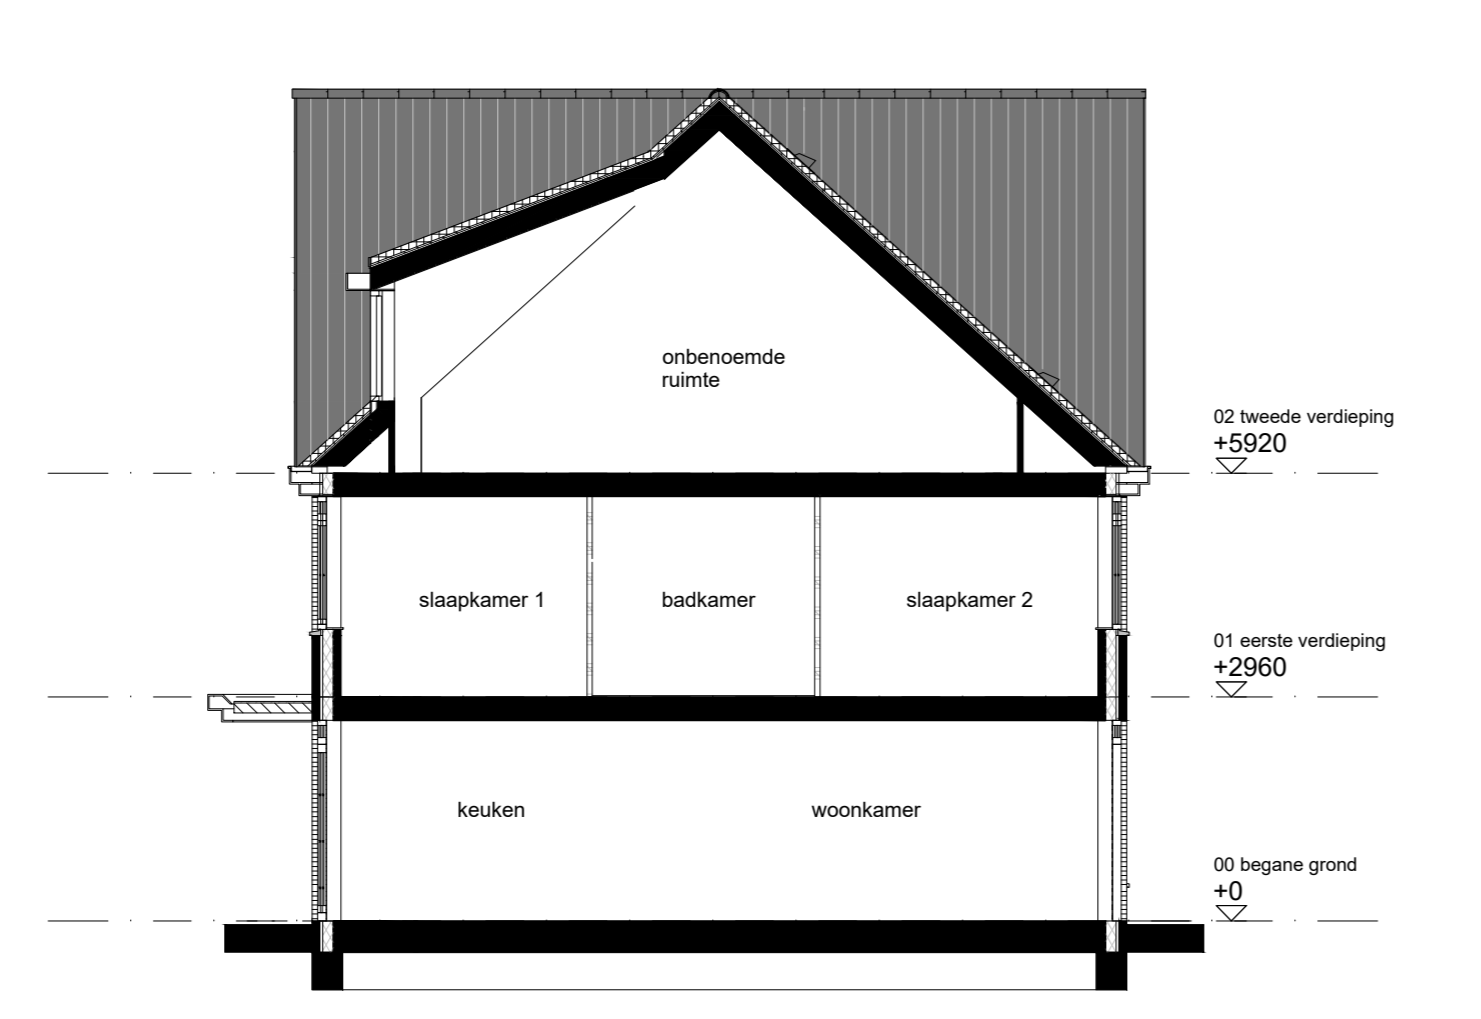 onbenoemde
ruimte
02 tweede verdieping
+5920
slaapkamer 1
badkamer
slaapkamer 2
01 eerste verdieping
+2960
keuken
woonkamer
00 begane grond
+0